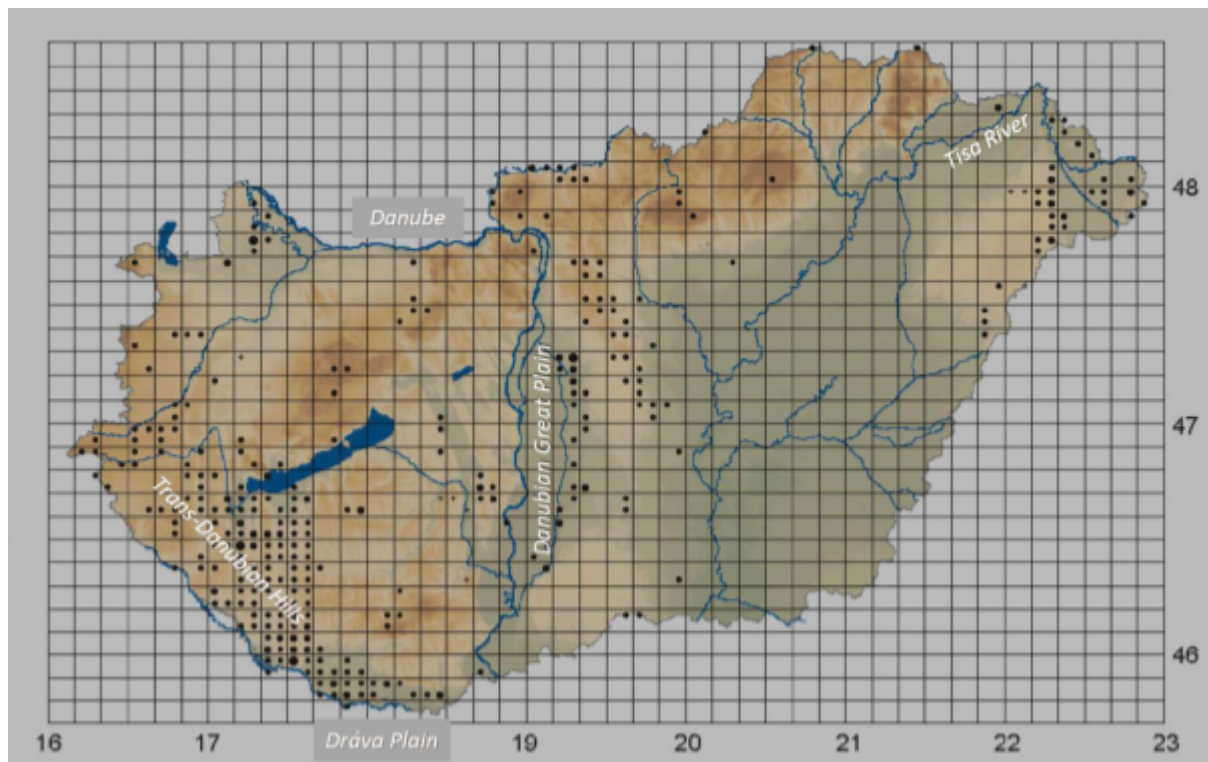 Tisa River
48
Danube
Danubian Great Plain
47
Trans-Danubian Hills
46
Dráva Plain
16 17 19 20 21 22 23